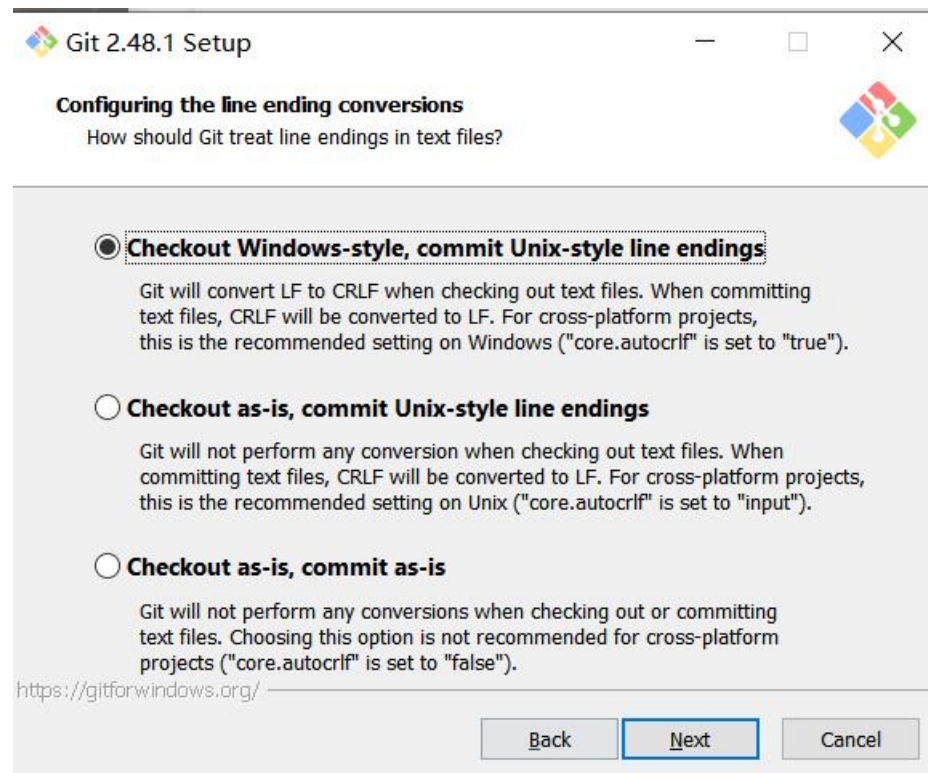 Git 2.48.1 Setup
Configuring the line ending conversions
How should Git treat line endings in text files?
Checkout Windows-style, commit Unix-style line endings
Git will convert LF to CRLF when checking out text files. When committing
text files, CRLF will be converted to LF. For cross-platform projects,
this is the recommended setting on Windows ("core.autocrlf" is set to "true").
Checkout as-is, commit Unix-style line endings
Git will not perform any conversion when checking out text files. When
committing text files, CRLF will be converted to LF. For cross-platform projects,
this is the recommended setting on Unix ("core.autocrlf" is set to "input").
Checkout as-is, commit as-is
Git will not perform any conversions when checking out or committing
text files. Choosing this option is not recommended for cross-platform
projects ("core.autocrlf" is set to "false").
https://gitforwindows.org/
Back Next Cancel